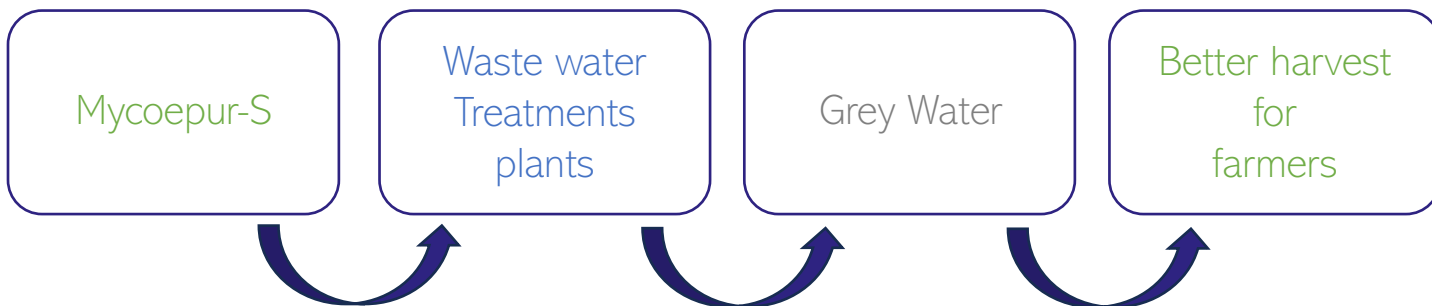 Mycoepur-S
Waste water
Treatments
plants
Grey Water
Better harvest
for
farmers